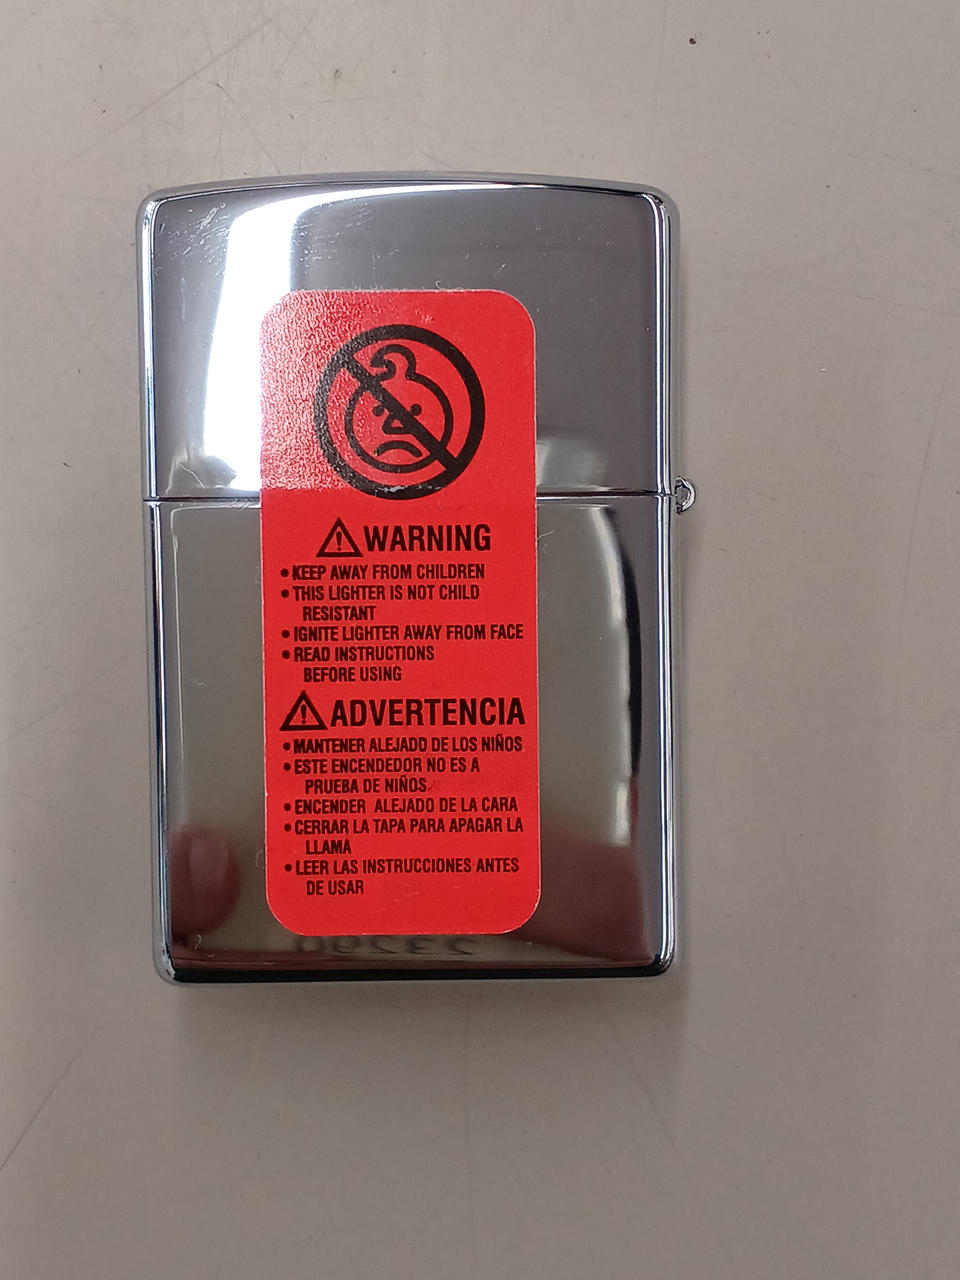 WARNING
• KEEP AWAY FROM CHILDREN
• THIS LIGHTER IS NOT CHILD
RESISTANT
• IGNITE LIGHTER AWAY FROM FACE
• READ INSTRUCTIONS
BEFORE USING
ADVERTENCIA
• MANTENER ALEJADO DE LOS NIÑOS
• ESTE ENCENDEDOR NO ES A
PRUEBA DE NIÑOS
• ENCENDER ALEJADO DE LA CARA
• CERRAR LA TAPA PARA APAGAR LA
LLAMA
• LEER LAS INSTRUCCIONES ANTES
DE USAR